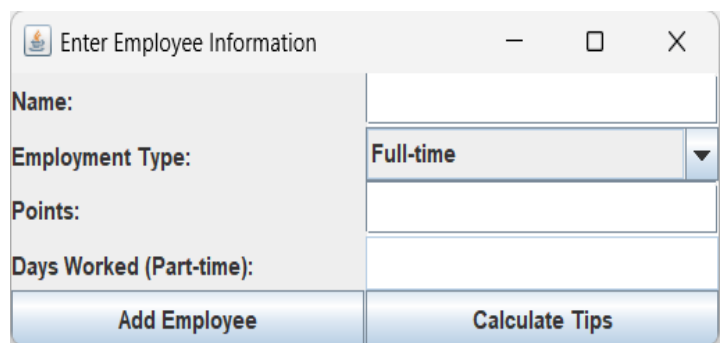 Enter Employee Information
Name:
Employment Type: Full-time
Points:
Days Worked (Part-time):
Add Employee Calculate Tips